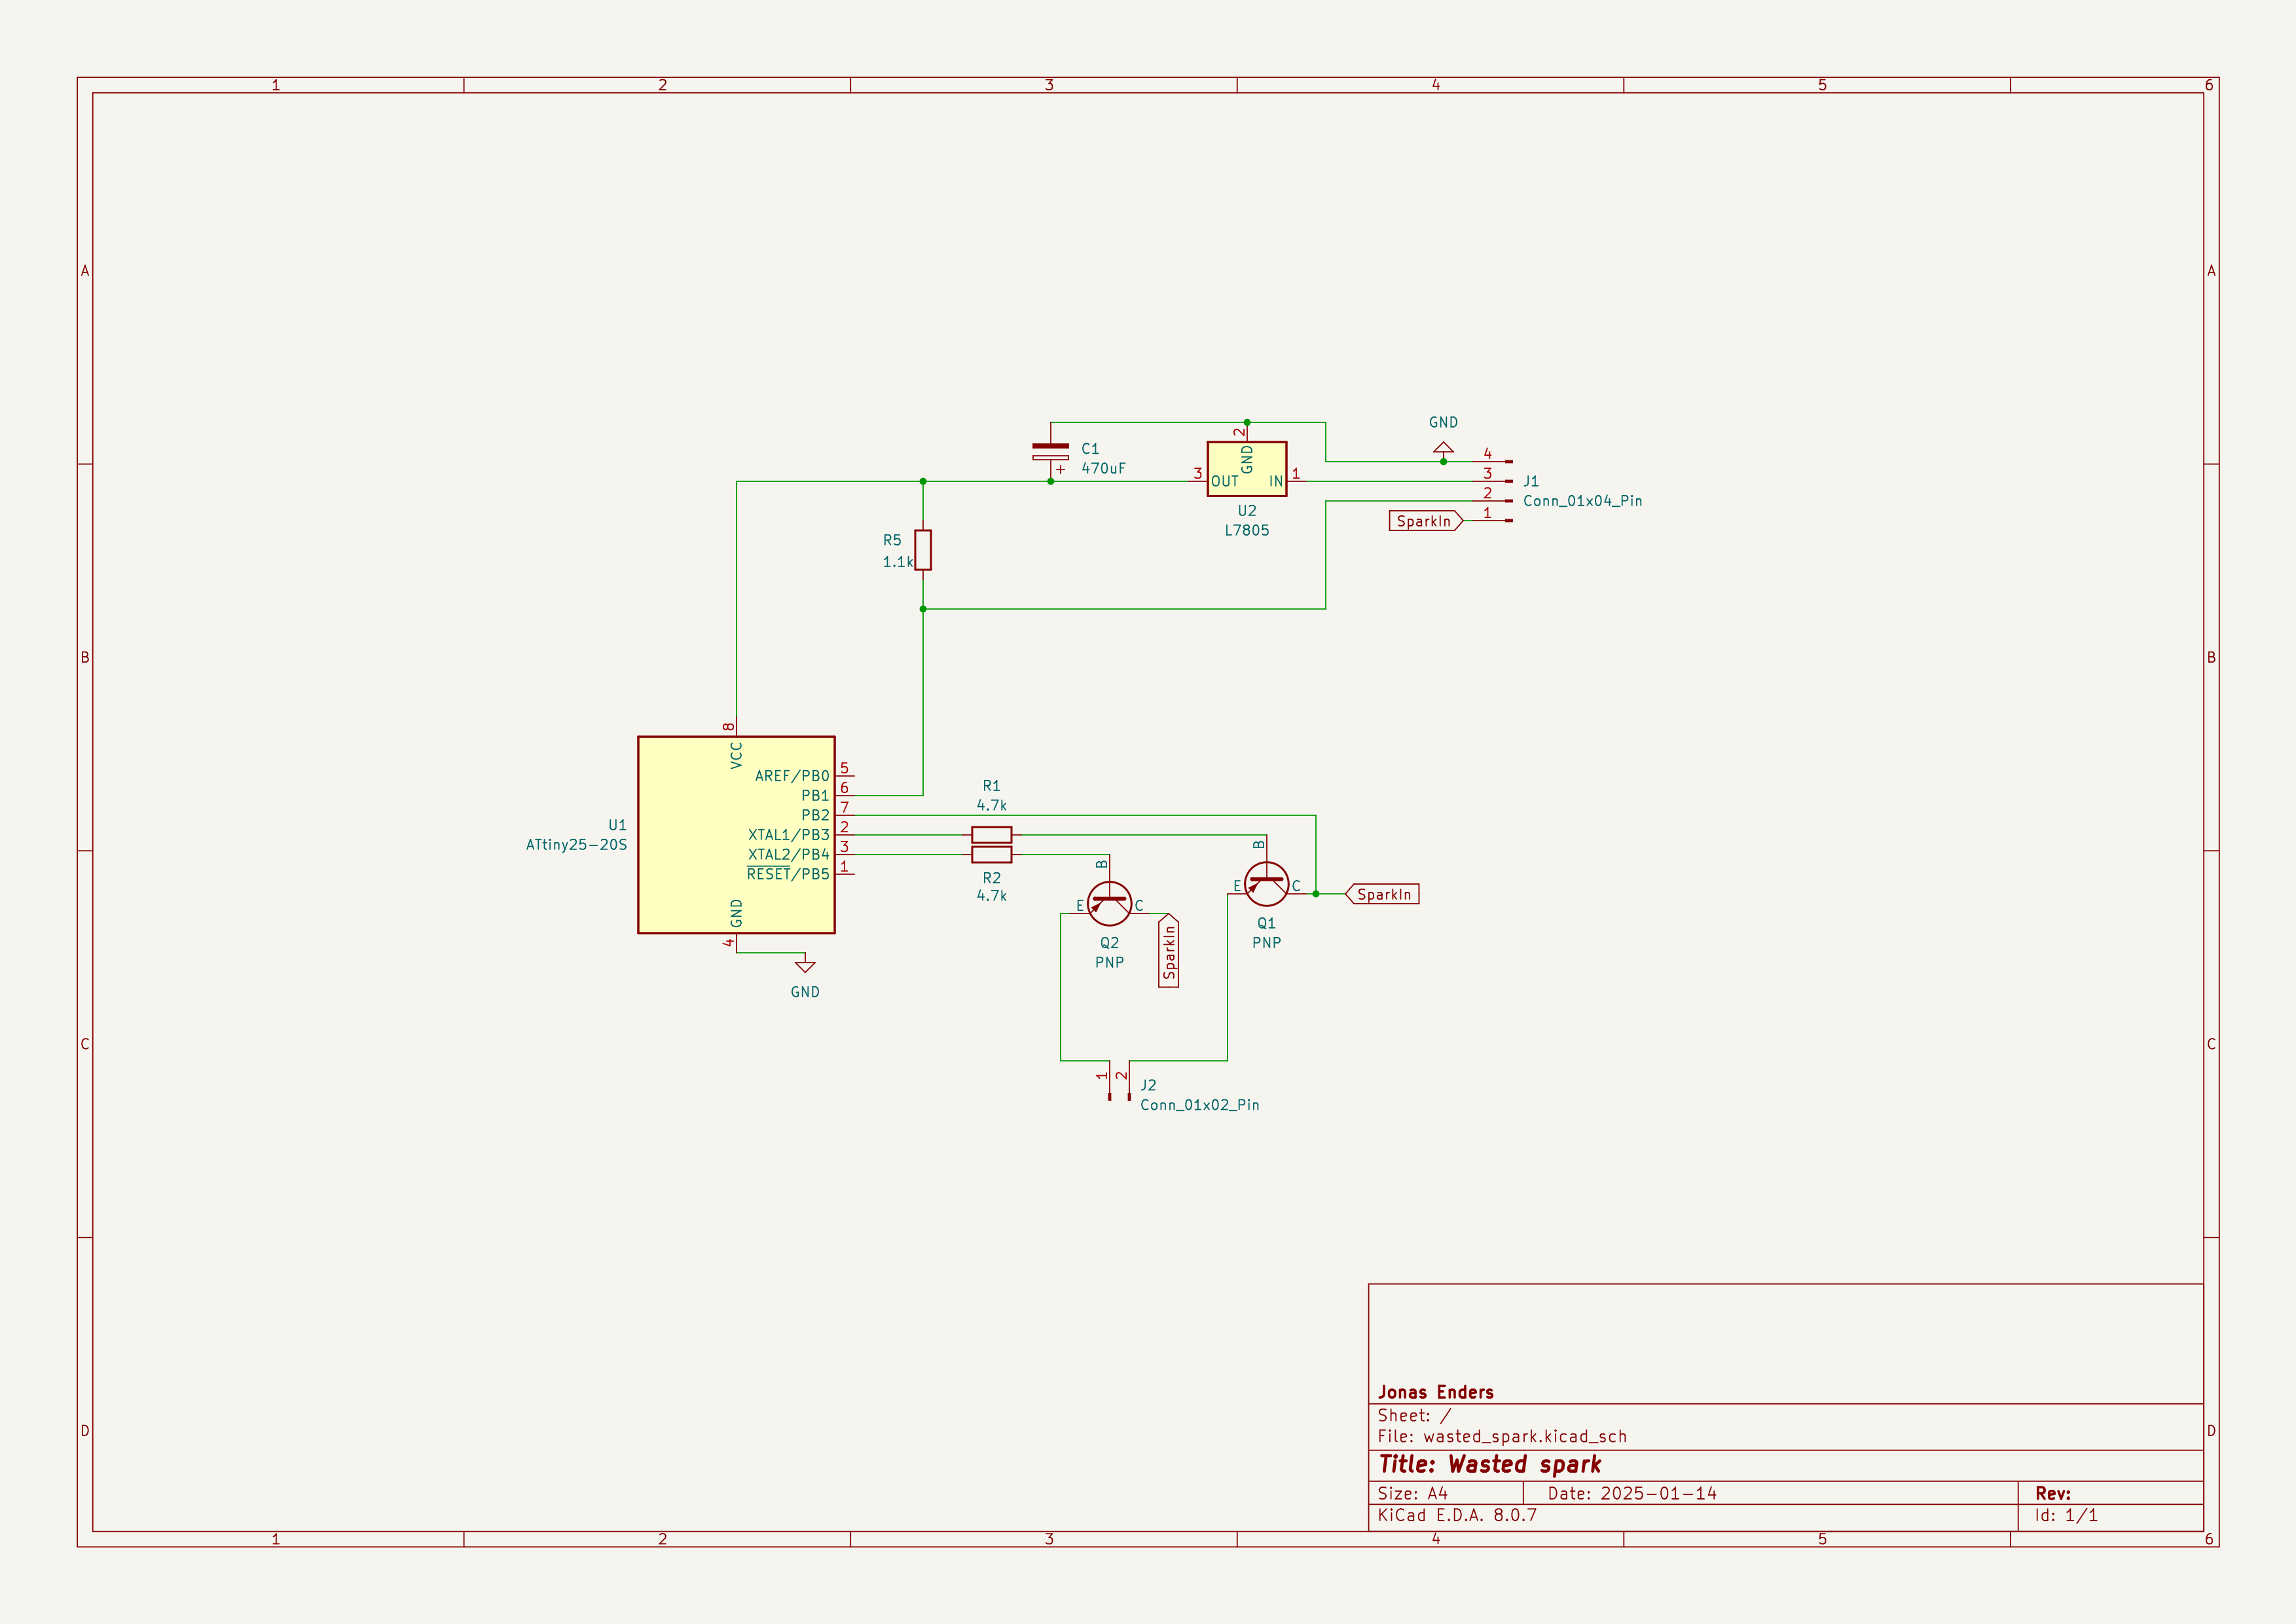 1 2 3 4 5 6
A A
GND
2
C1
470uF
GND
3 OUT IN 1
U2
L7805
4
3
2
1
J1
Conn_01x04_Pin
SparkIn
R5
1.1k
B B
8
VCC
AREF/PB0 5
PB1 6
PB2 7
XTAL1/PB3 2
XTAL2/PB4 3
RESET/PB5 1
GND
4
U1
ATtiny25-20S
GND
R1
4.7k
R2
4.7k
B
E C
Q2
PNP
SparkIn
B
E C
Q1
PNP
SparkIn
C C
1 2
J2
Conn_01x02_Pin
D D
Jonas Enders
Sheet: /
File: wasted_spark.kicad_sch
Title: Wasted spark
Size: A4 Date: 2025-01-14 Rev:
KiCad E.D.A. 8.0.7 Id: 1/1
1 2 3 4 5 6